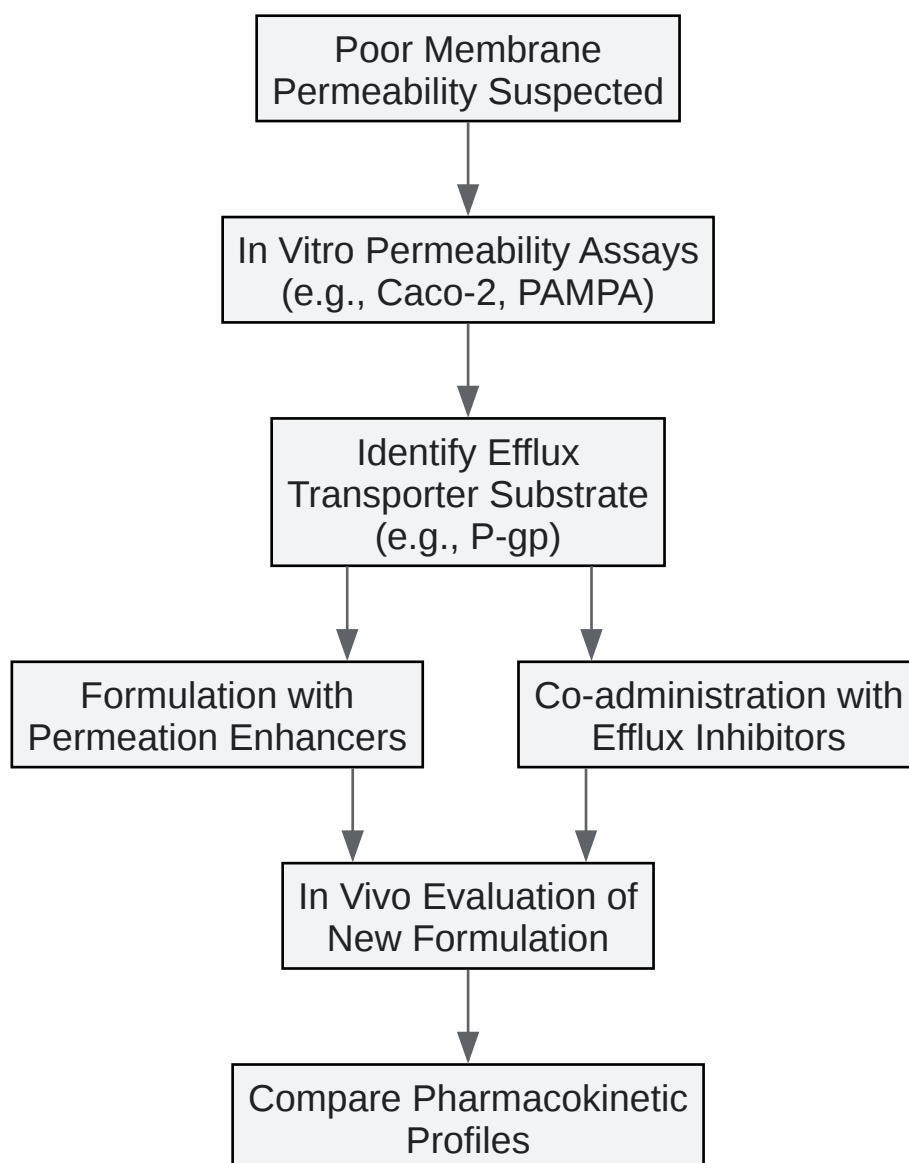 Poor Membrane
Permeability Suspected
In Vitro Permeability Assays
(e.g., Caco-2, PAMPA)
Identify Efflux
Transporter Substrate
(e.g., P-gp)
Formulation with
Permeation Enhancers
Co-administration with
Efflux Inhibitors
In Vivo Evaluation of
New Formulation
Compare Pharmacokinetic
Profiles